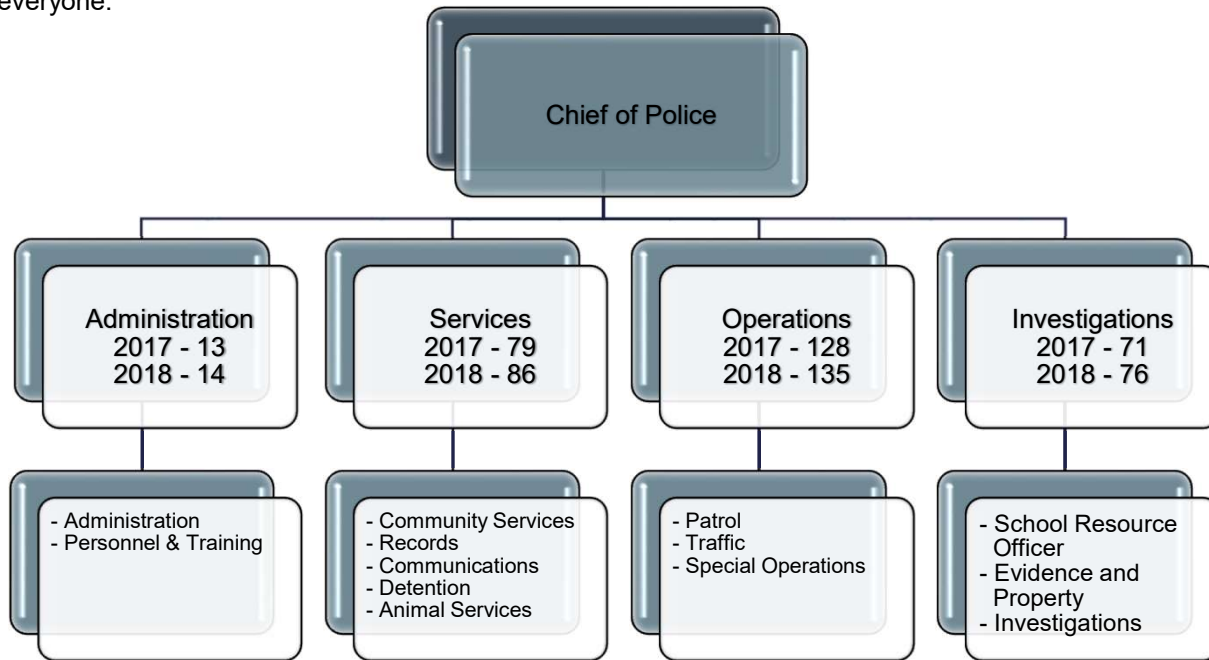 everyone.
Chief of Police
Administration
2017 - 13
2018 - 14
Services
2017 - 79
2018 - 86
Operations
2017 - 128
2018 - 135
Investigations
2017 - 71
2018 - 76
- Administration
- Personnel & Training
- Community Services
- Records
- Communications
- Detention
- Animal Services
- Patrol
- Traffic
- Special Operations
- School Resource
Officer
- Evidence and
Property
- Investigations